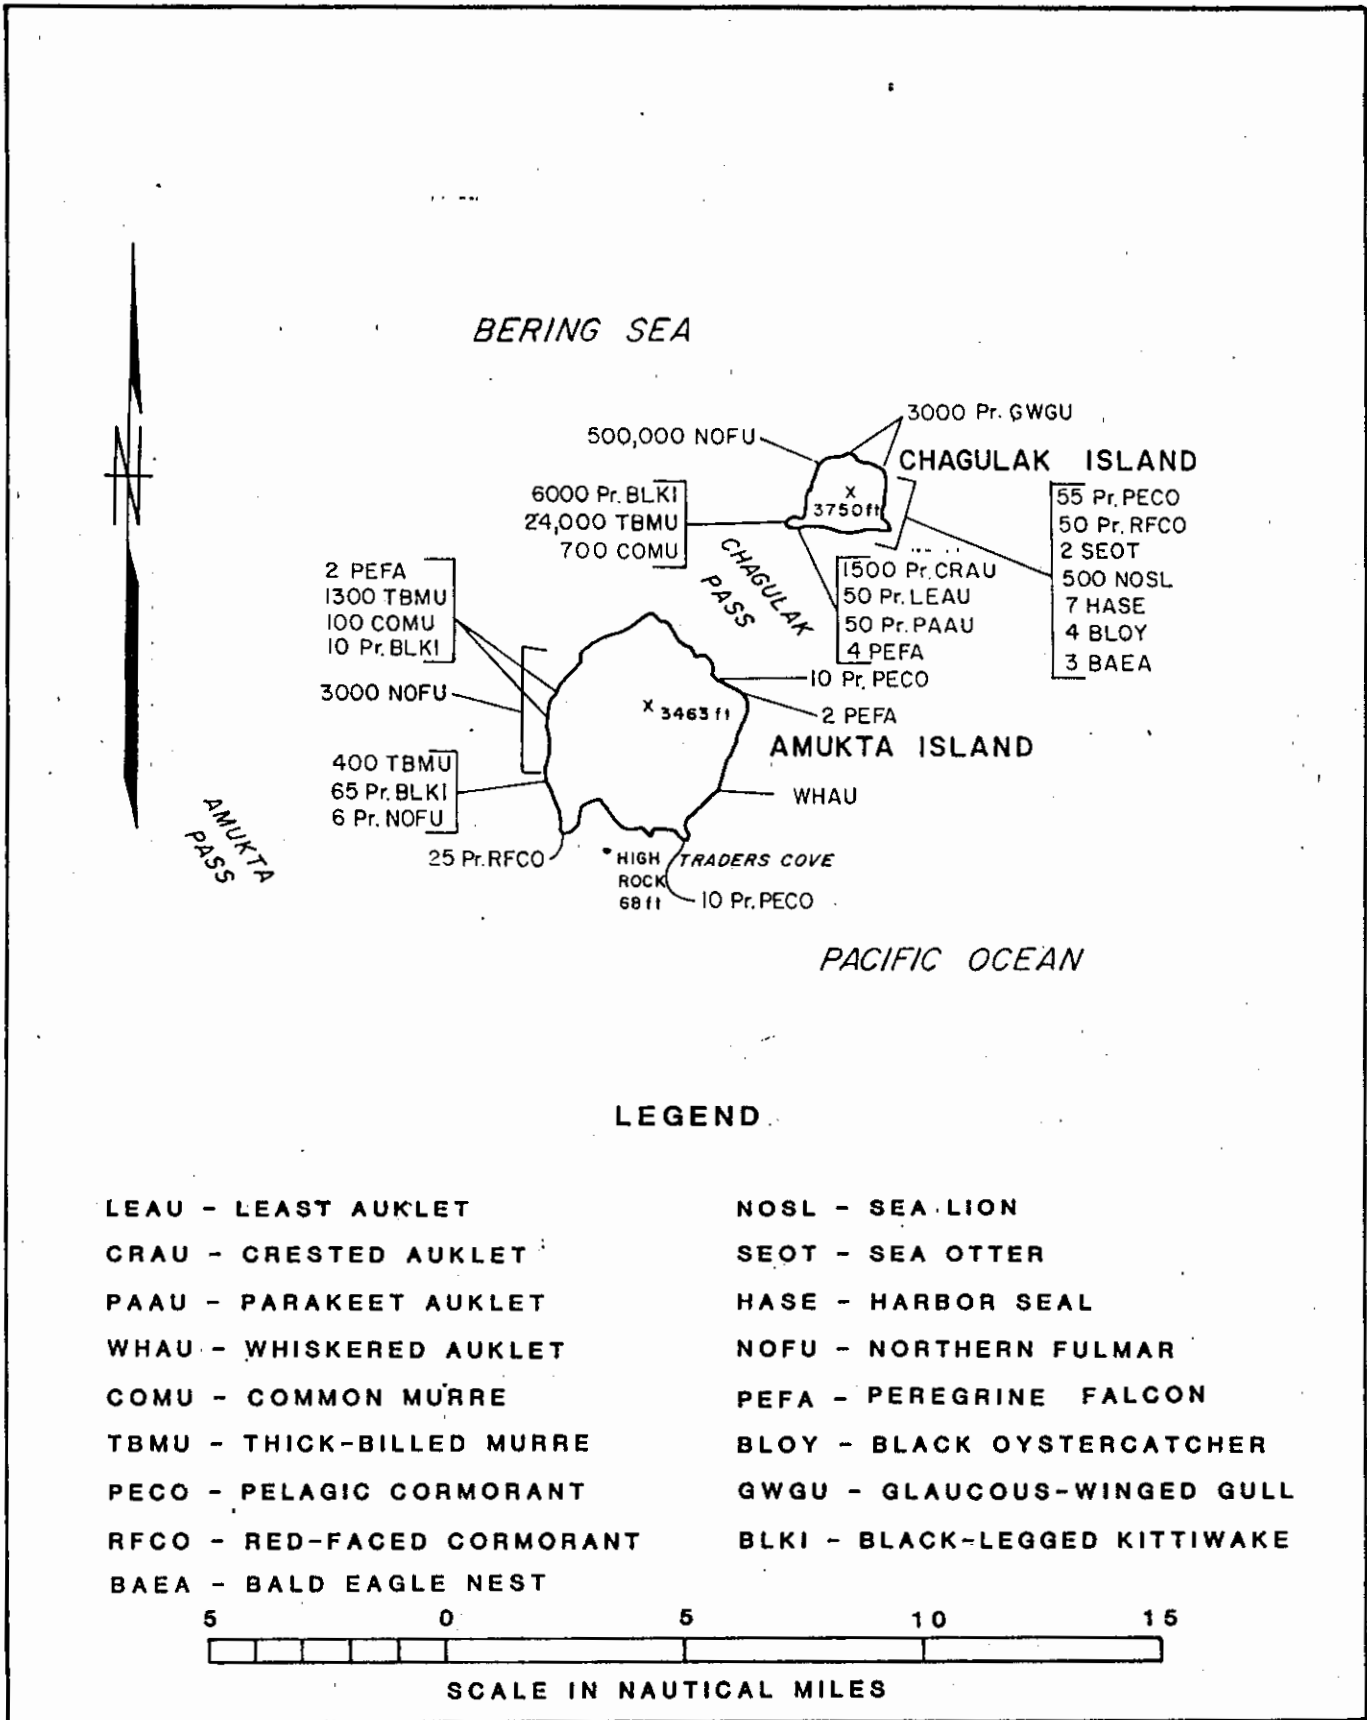 BERING SEA
3000 Pr. GWGU
500,000 NOFU
CHAGULAK ISLAND
X
3750ft
6000 Pr. BLKI
24,000 TBMU
700 COMU
55 Pr. PECO
50 Pr. RFCO
2 SEOT
500 NOSL
7 HASE
4 BLOY
3 BAEA
CHAGULAK
PASS
1500 Pr. CRAU
50 Pr. LEAU
50 Pr. PAAU
4 PEFA
2 PEFA
1300 TBMU
100 COMU
10 Pr. BLKI
10 Pr. PECO
3000 NOFU
X 3463 ft
2 PEFA
AMUKTA ISLAND
400 TBMU
65 Pr. BLKI
6 Pr. NOFU
WHAU
AMUKTA
PASS
25 Pr. RFCO
HIGH
ROCK
68 ft
TRADERS COVE
10 Pr. PECO
PACIFIC OCEAN
N
LEGEND
LEAU - LEAST AUKLET
CRAU - CRESTED AUKLET
PAAU - PARAKEET AUKLET
WHAU - WHISKERED AUKLET
COMU - COMMON MURRE
TBMU - THICK-BILLED MURRE
PECO - PELAGIC CORMORANT
RFCO - RED-FACED CORMORANT
BAEA - BALD EAGLE NEST
NOSL - SEA LION
SEOT - SEA OTTER
HASE - HARBOR SEAL
NOFU - NORTHERN FULMAR
PEFA - PEREGRINE FALCON
BLOY - BLACK OYSTERCATCHER
GWGU - GLAUCOUS-WINGED GULL
BLKI - BLACK-LEGGED KITTIWAKE
5 0 5 10 15
SCALE IN NAUTICAL MILES